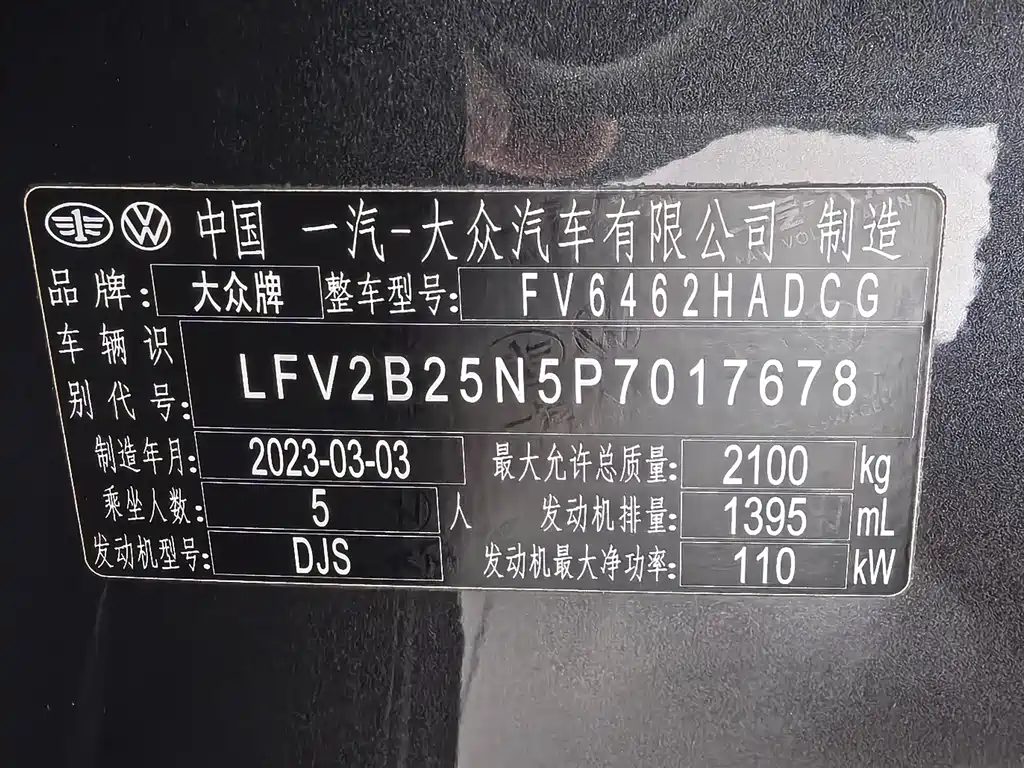 中国 一汽-大众汽车有限公司 制造
品牌: 大众牌 整车型号: FV6462HADCG
车辆识别代号: LFV2B25N5P7017678
制造年月: 2023-03-03 最大允许总质量: 2100 kg
乘坐人数: 5 人 发动机排量: 1395 mL
发动机型号: DJS 发动机最大净功率: 110 kW